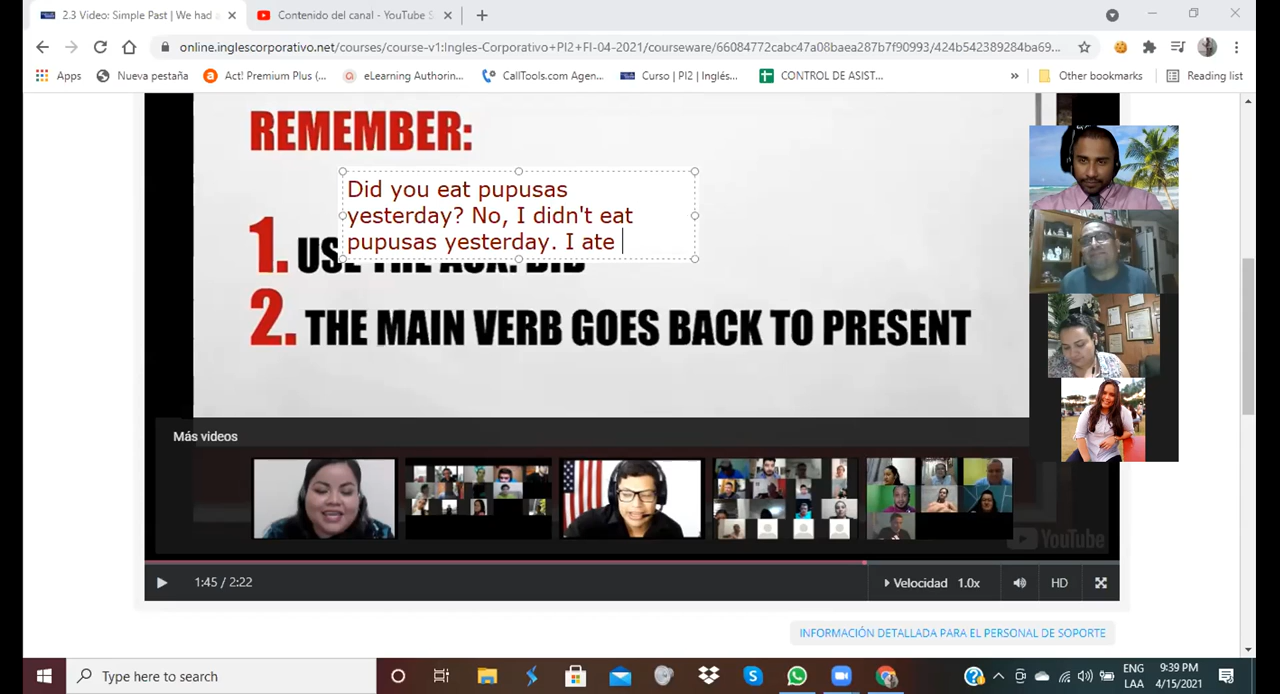 2.3 Video: Simple Past | We had a
Contenido del canal - YouTube S
online.inglescorporativo.net/courses/course-v1:Ingles-Corporativo+PI2+FI-04-2021/courseware/66084772cabc47a08baea287b7f90993/424b542389284ba69...
Apps
Nueva pestaña
Act! Premium Plus (...
eLearning Authorin...
CallTools.com Agen...
Curso | PI2 | Inglés...
CONTROL DE ASIST...
»
Other bookmarks
Reading list
REMEMBER:
Did you eat pupusas
yesterday? No, I didn't eat
pupusas yesterday. I ate
1. USE THE AUX: DID
2. THE MAIN VERB GOES BACK TO PRESENT
Más videos
YouTube
1:45 / 2:22
Velocidad 1.0x
HD
INFORMACIÓN DETALLADA PARA EL PERSONAL DE SOPORTE
Type here to search
ENG
LAA
9:39 PM
4/15/2021